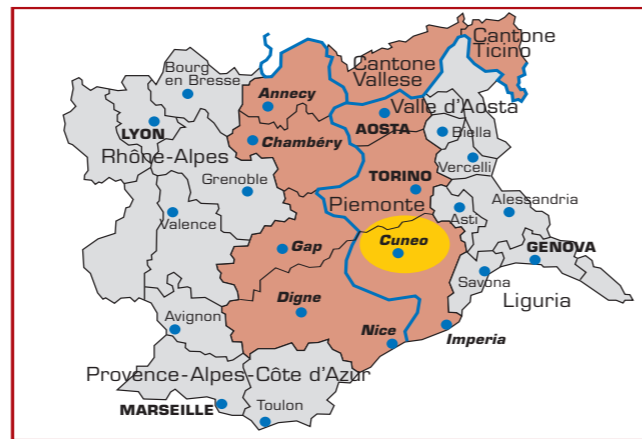 Cantone
Ticino
Bourg
en Bresse
Cantone
Vallese
Annecy
Valle d'Aosta
LYON
AOSTA
Biella
Chambéry
Rhône-Alpes
Vercelli
Grenoble
TORINO
Piemonte
Alessandria
Valence
Asti
Cuneo
Gap
GENOVA
Savona
Digne
Liguria
Avignon
Nice
Imperia
Provence-Alpes-Côte d'Azur
MARSEILLE
Toulon